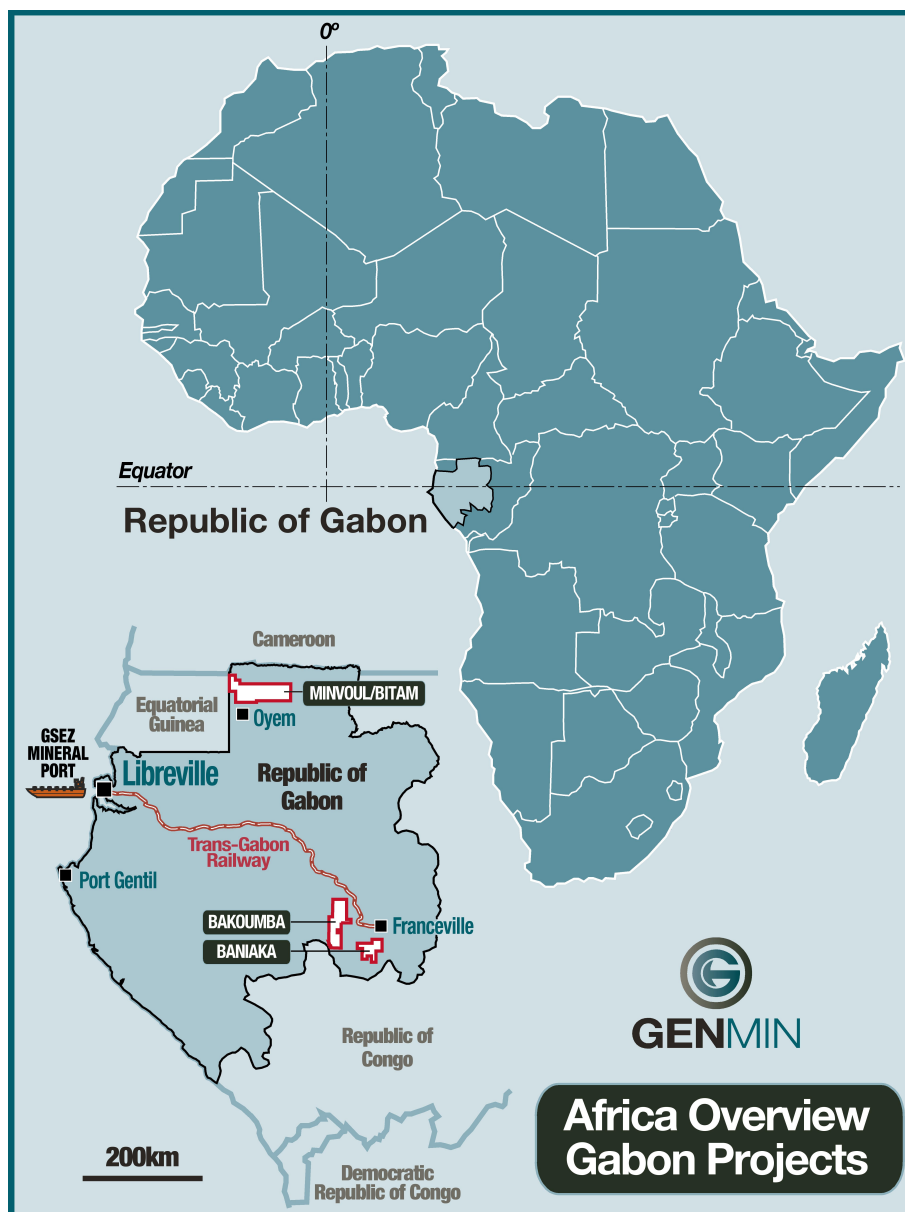 0º
Equator
Republic of Gabon
Cameroon
MINVOUL/BITAM
Equatorial
Guinea
Oyem
GSEZ
MINERAL
PORT
Libreville
Republic of
Gabon
Trans-Gabon
Railway
Port Gentil
BAKOUMBA
Franceville
BANIAKA
Republic of
Congo
GENMIN
200km
Democratic
Republic of Congo
Africa Overview
Gabon Projects